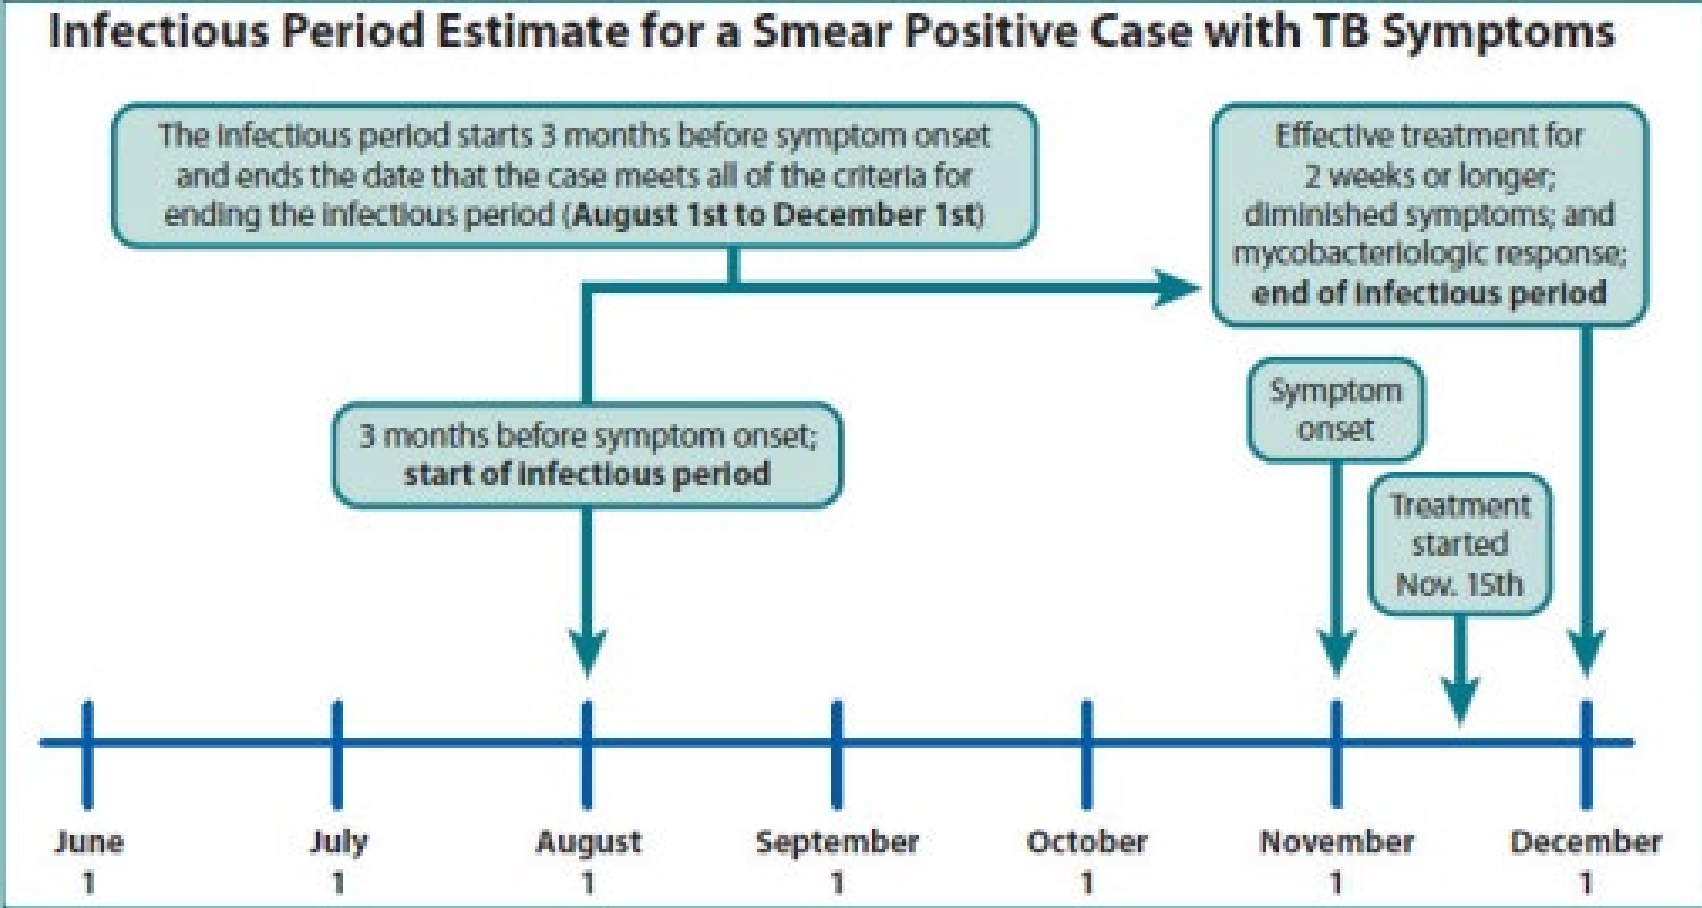 Infectious Period Estimate for a Smear Positive Case with TB Symptoms
The infectious period starts 3 months before symptom onset
and ends the date that the case meets all of the criteria for
ending the infectious period (August 1st to December 1st)
Effective treatment for
2 weeks or longer;
diminished symptoms; and
mycobacteriologic response;
end of infectious period
3 months before symptom onset;
start of infectious period
Symptom
onset
Treatment
started
Nov. 15th
June July August September October November December
1 1 1 1 1 1 1